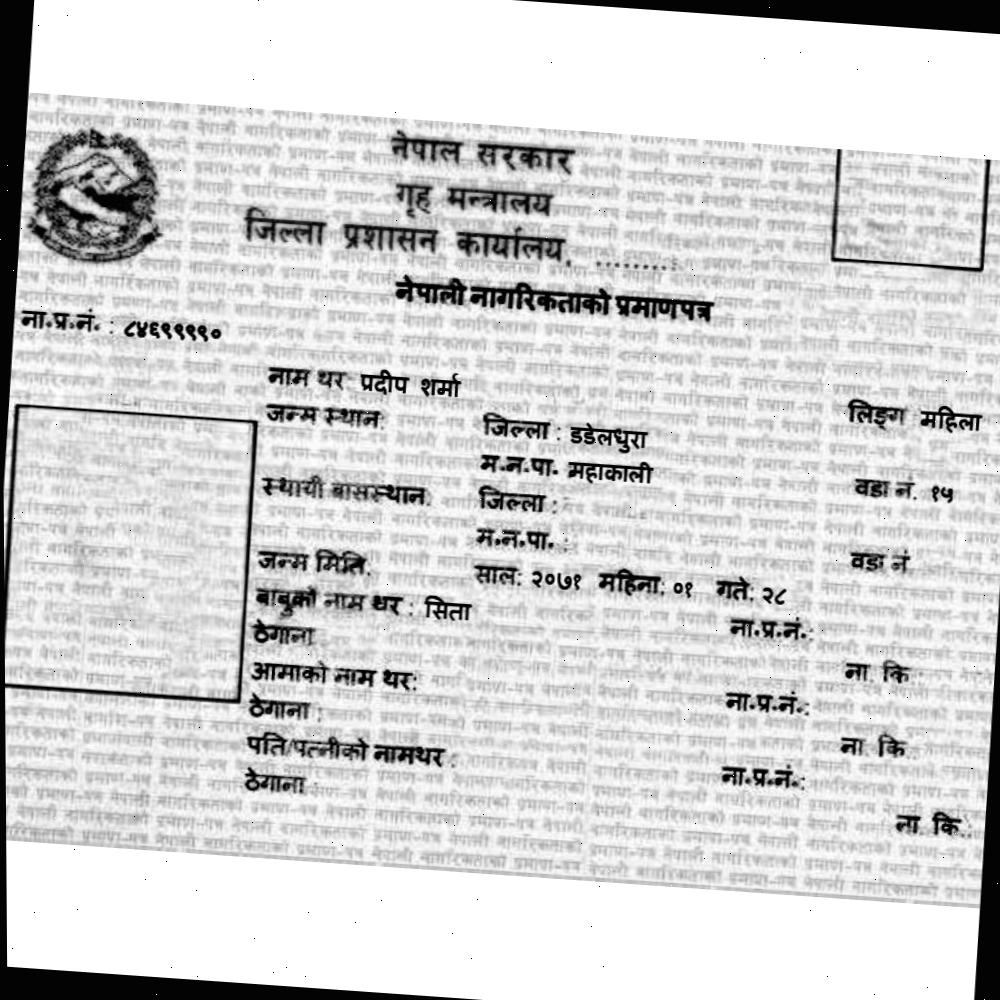 नेपाल सरकार
गृह मन्त्रालय
जिल्ला प्रशासन कार्यालय, .........
नेपाली नागरिकताको प्रमाणपत्र
ना.प्र.नं. : ८४६९९९९०
नाम थर: प्रदीप शर्मा लिङ्ग महिला
जन्म स्थान: जिल्ला : डडेलधुरा
म.न.पा. महाकाली वडा नं. १५
स्थायी बासस्थान: जिल्ला :
म.न.पा. : वडा नं.
जन्म मिति: साल: २०७१ महिना: ०१ गते: २८
बाबुको नाम थर : सिता ना.प्र.नं.:
ठेगाना ना. कि :
आमाको नाम थर: ना.प्र.नं.:
ठेगाना : ना. कि :
पति/पत्नीको नामथर : ना.प्र.नं.:
ठेगाना : ना. कि.: